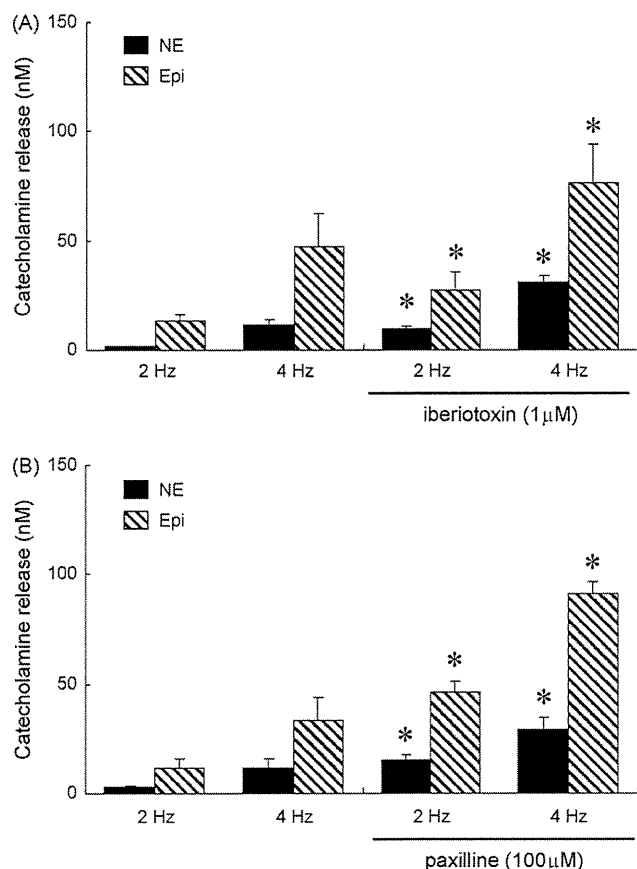 (A)
150
100
50
0
Catecholamine release (nM)
NE
Epi
* * * *
2 Hz 4 Hz 2 Hz 4 Hz
iberiotoxin (1μM)
(B)
150
100
50
0
Catecholamine release (nM)
NE
Epi
* * * *
2 Hz 4 Hz 2 Hz 4 Hz
paxilline (100μM)